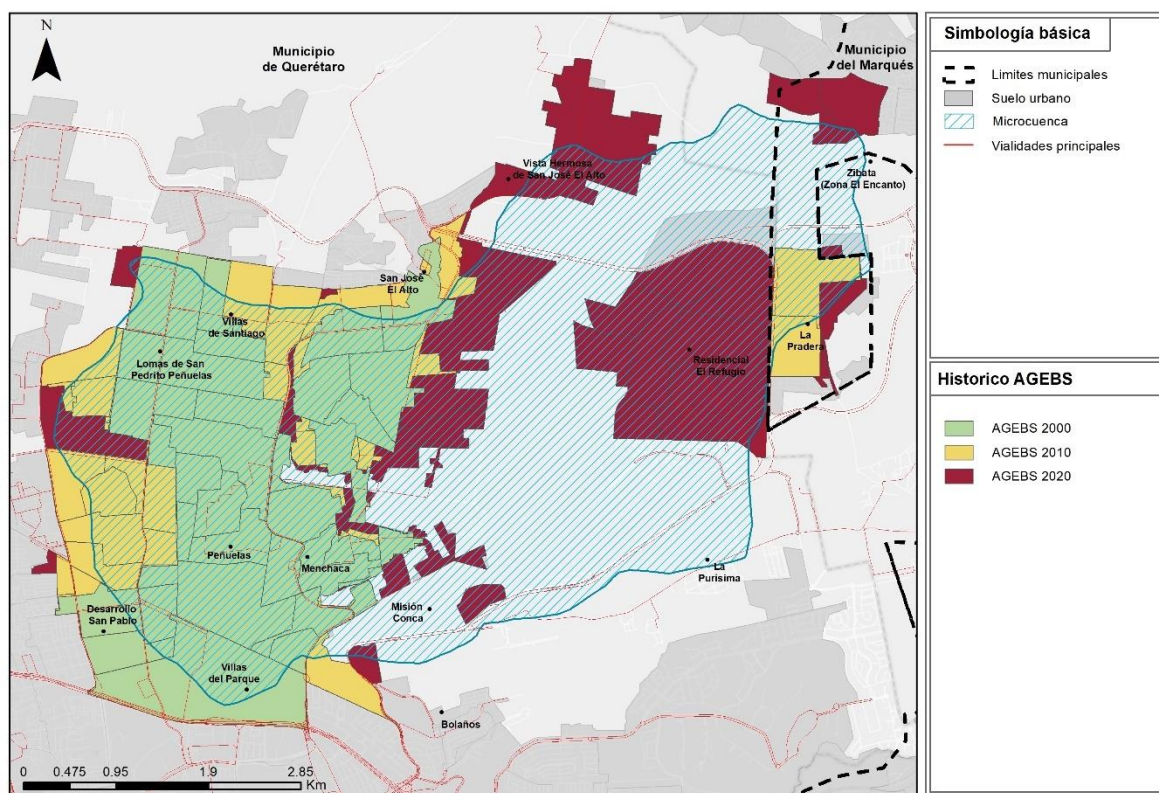 N
Municipio
de Querétaro
Municipio
del Marqués
Vista Hermosa
de San José El Alto
Zibata
(Zona El Encanto)
San José
El Alto
Villas
de Santiago
La
Pradera
Lomas de San
Pedrito Peñuelas
Residencial
El Refugio
Peñuelas
Menchaca
La
Purisima
Misión
Conca
Desarrollo
San Pablo
Villas
del Parque
Bolaños
0 0.475 0.95 1.9 2.85
Km
Simbología básica
Limites municipales
Suelo urbano
Microcuenca
Vialidades principales
Historico AGEBS
AGEBS 2000
AGEBS 2010
AGEBS 2020